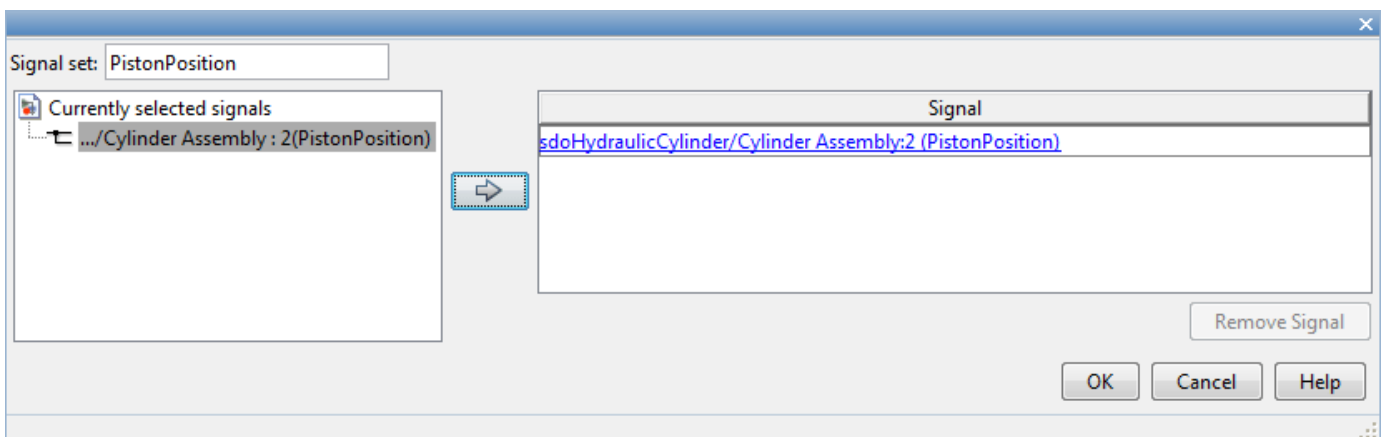 Signal set: PistonPosition
Currently selected signals
.../Cylinder Assembly : 2(PistonPosition)
Signal
sdoHydraulicCylinder/Cylinder Assembly:2 (PistonPosition)
Remove Signal
OK Cancel Help